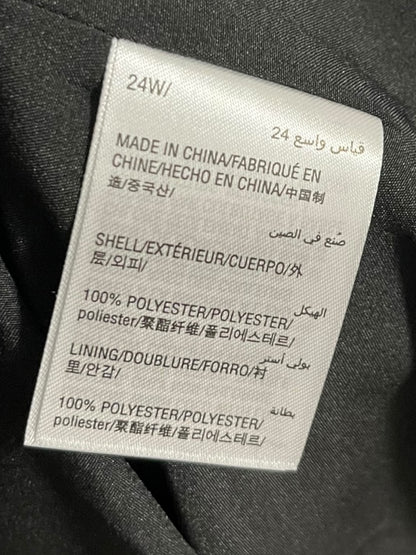 24W/
قياس واسع 24
MADE IN CHINA/FABRIQUÉ EN
CHINE/HECHO EN CHINA/中国制
造/중국산/
صُنع في الصين
SHELL/EXTÉRIEUR/CUERPO/外
层/외피/
الهيكل
100% POLYESTER/POLYESTER/
poliester/聚酯纤维/폴리에스테르/
بولي أستر
LINING/DOUBLURE/FORRO/衬
里/안감/
بطانة
100% POLYESTER/POLYESTER/
poliester/聚酯纤维/폴리에스테르/